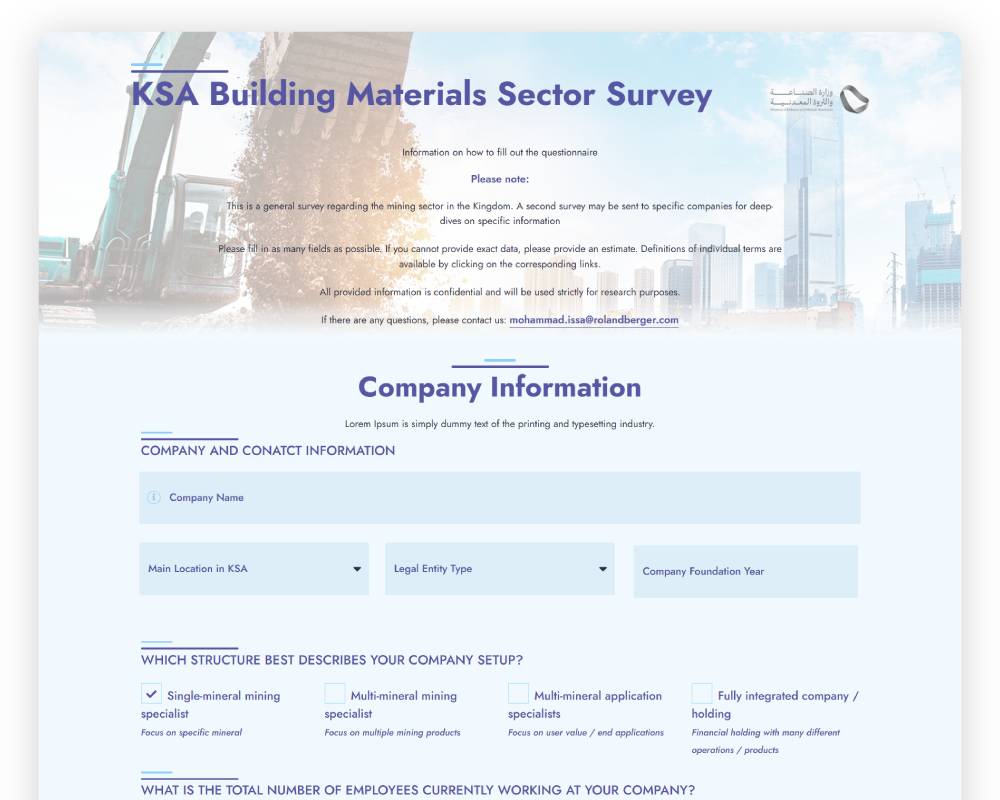 KSA Building Materials Sector Survey
وزارة الصناعة
والثروة المعدنية
Information on how to fill out the questionnaire
Please note:
This is a general survey regarding the mining sector in the Kingdom. A second survey may be sent to specific companies for deep-
dives on specific information
Please fill in as many fields as possible. If you cannot provide exact data, please provide an estimate. Definitions of individual terms are
available by clicking on the corresponding links.
All provided information is confidential and will be used strictly for research purposes.
If there are any questions, please contact us: mohammad.issa@rolandberger.com
Company Information
Lorem Ipsum is simply dummy text of the printing and typesetting industry.
COMPANY AND CONATCT INFORMATION
Company Name
Main Location in KSA
Legal Entity Type
Company Foundation Year
WHICH STRUCTURE BEST DESCRIBES YOUR COMPANY SETUP?
Single-mineral mining
specialist
Focus on specific mineral
Multi-mineral mining
specialist
Focus on multiple mining products
Multi-mineral application
specialists
Focus on user value / end applications
Fully integrated company /
holding
Financial holding with many different
operations / products
WHAT IS THE TOTAL NUMBER OF EMPLOYEES CURRENTLY WORKING AT YOUR COMPANY?